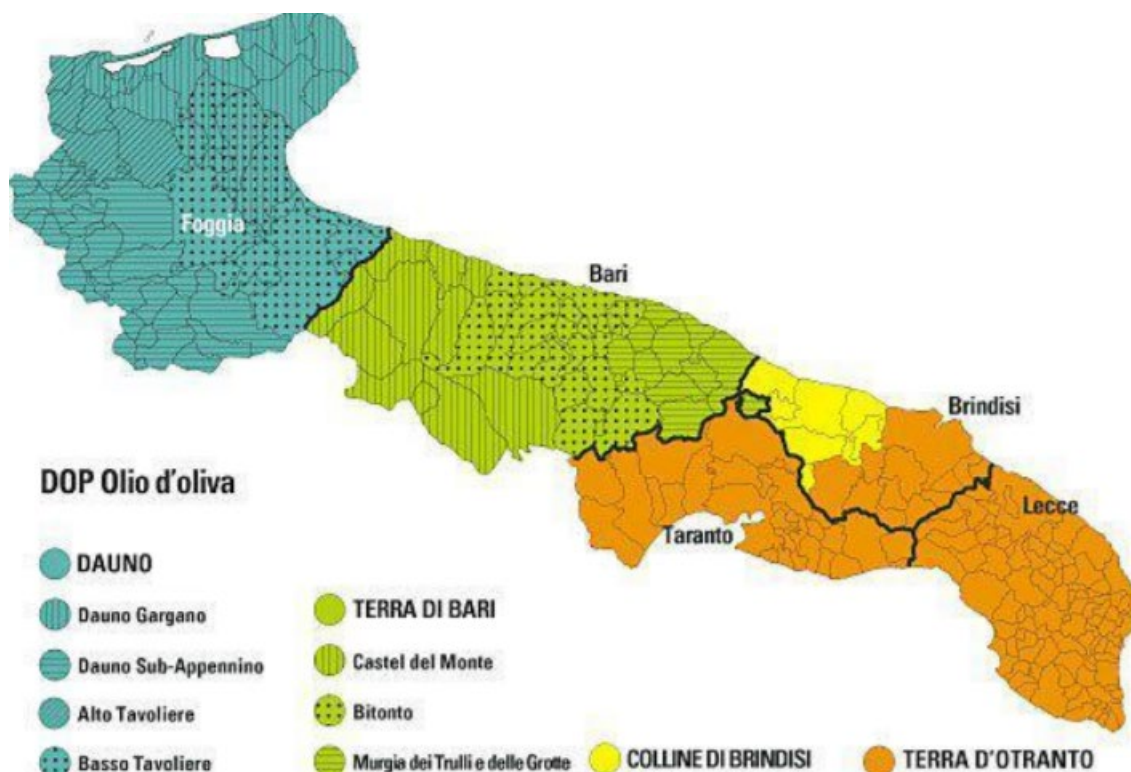 Foggia
Bari
Brindisi
Lecce
Taranto
DOP Olio d'oliva
DAUNO
Dauno Gargano
Dauno Sub-Appennino
Alto Tavoliere
Basso Tavoliere
TERRA DI BARI
Castel del Monte
Bitonto
Murgia dei Trulli e delle Grotte
COLLINE DI BRINDISI
TERRA D'OTRANTO